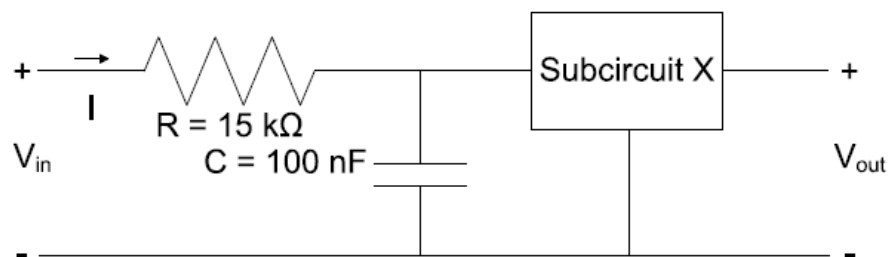 + Subcircuit X +
I
R = 15 kΩ
V_in C = 100 nF V_out
- -